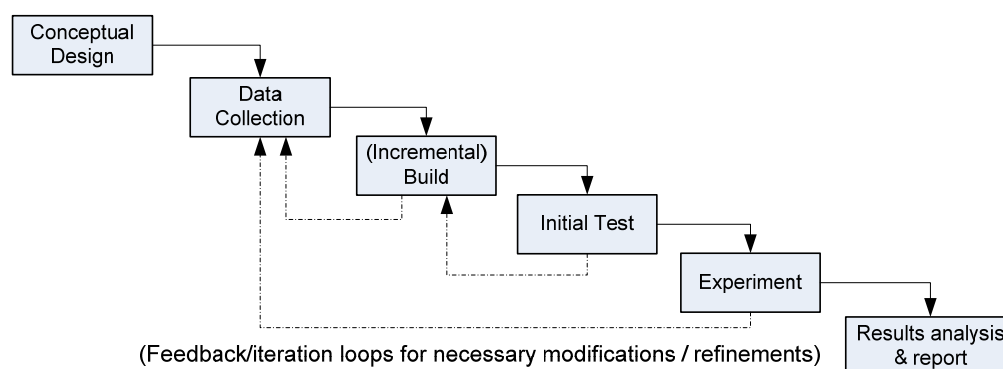 Conceptual
Design
Data
Collection
(Incremental)
Build
Initial Test
Experiment
Results analysis
& report
(Feedback/iteration loops for necessary modifications / refinements)